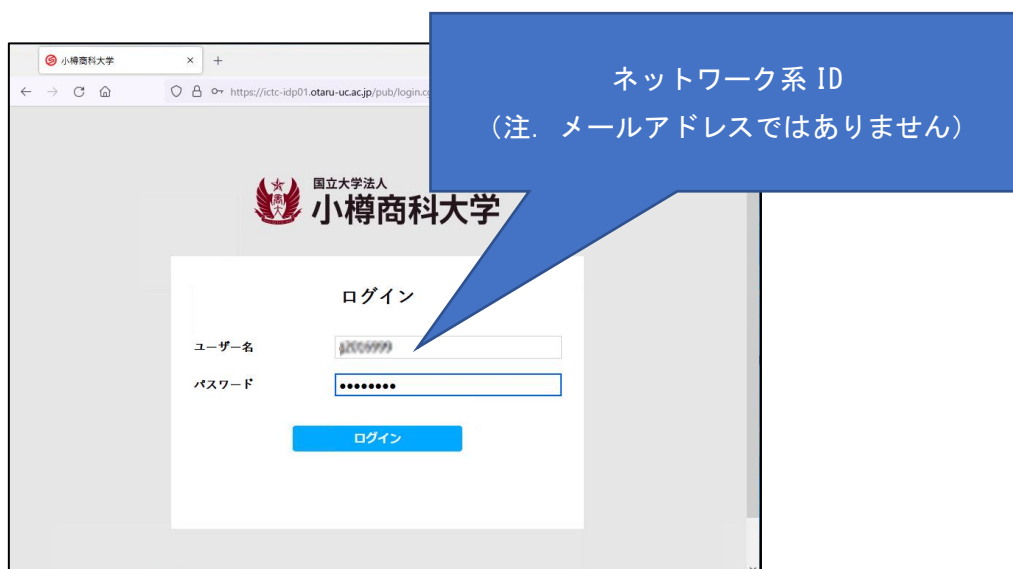 小樽商科大学
https://ictc-idp01.otaru-uc.ac.jp/pub/login.c
ネットワーク系 ID
（注． メールアドレスではありません）
国立大学法人
小樽商科大学
ログイン
ユーザー名
パスワード
ログイン